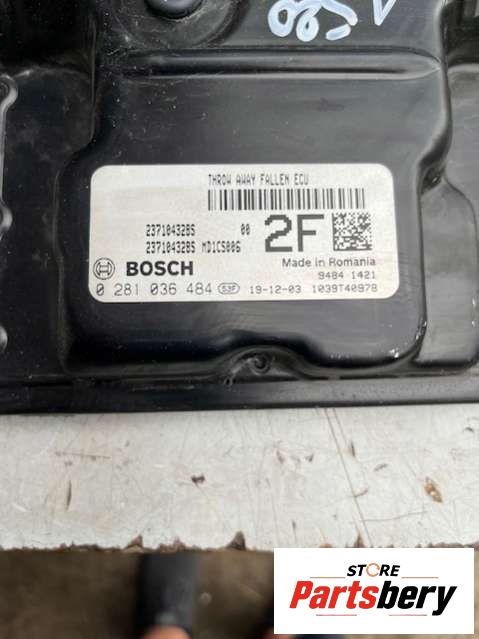 THROW AWAY FALLEN ECU
237104328S 00
237104328S MD1CS006 2F
Made in Romania
BOSCH 9484 1421
0 281 036 484 S3F 19-12-03 1039T40978
STORE
Partsbery